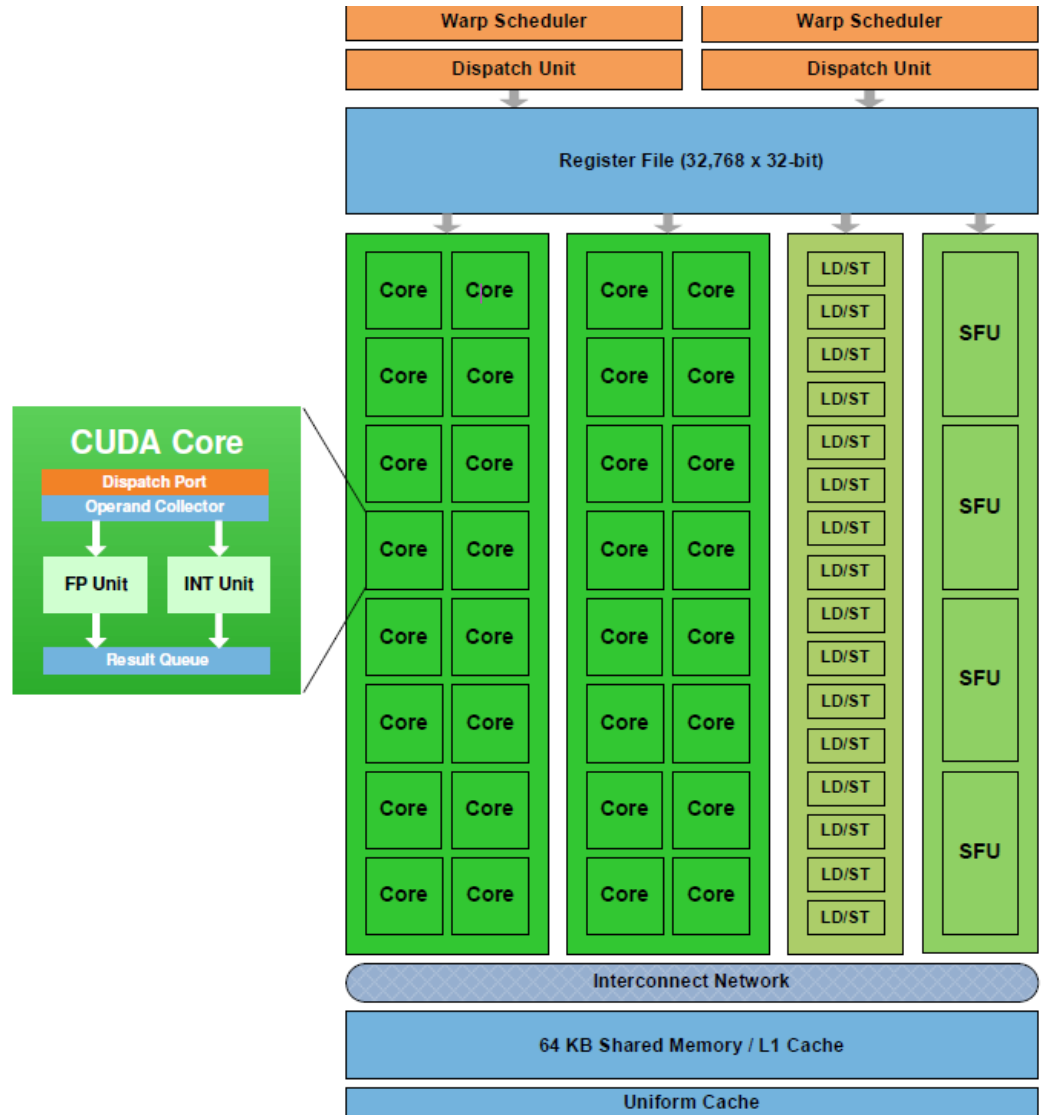 Warp Scheduler Warp Scheduler
Dispatch Unit Dispatch Unit
Register File (32,768 x 32-bit)
Core Core Core Core LD/ST
LD/ST
SFU
Core Core Core Core LD/ST
LD/ST
CUDA Core
Dispatch Port
Operand Collector
FP Unit INT Unit
Result Queue
Core Core Core Core LD/ST
LD/ST
SFU
Core Core Core Core LD/ST
LD/ST
Core Core Core Core LD/ST
LD/ST
SFU
Core Core Core Core LD/ST
LD/ST
Core Core Core Core LD/ST
LD/ST
SFU
Core Core Core Core LD/ST
LD/ST
Interconnect Network
64 KB Shared Memory / L1 Cache
Uniform Cache